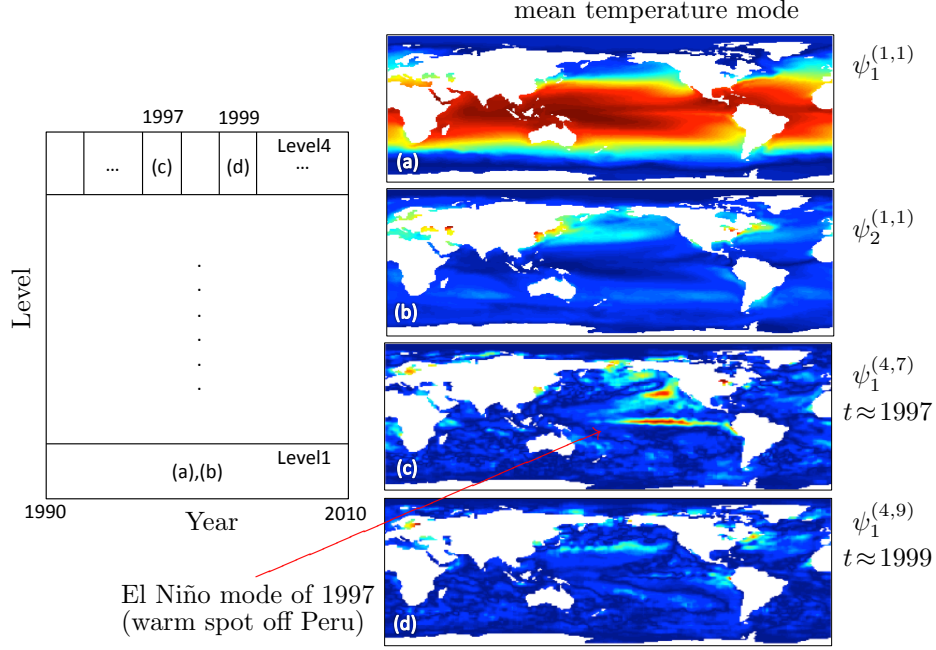 mean temperature mode
1997
1999
Level4
...
(c)
(d)
...
Level
.
.
.
.
.
Level1
(a),(b)
1990
Year
2010
(a)
ψ₁^(1,1)
(b)
ψ₂^(1,1)
(c)
ψ₁^(4,7)
t≈1997
(d)
ψ₁^(4,9)
t≈1999
El Niño mode of 1997
(warm spot off Peru)